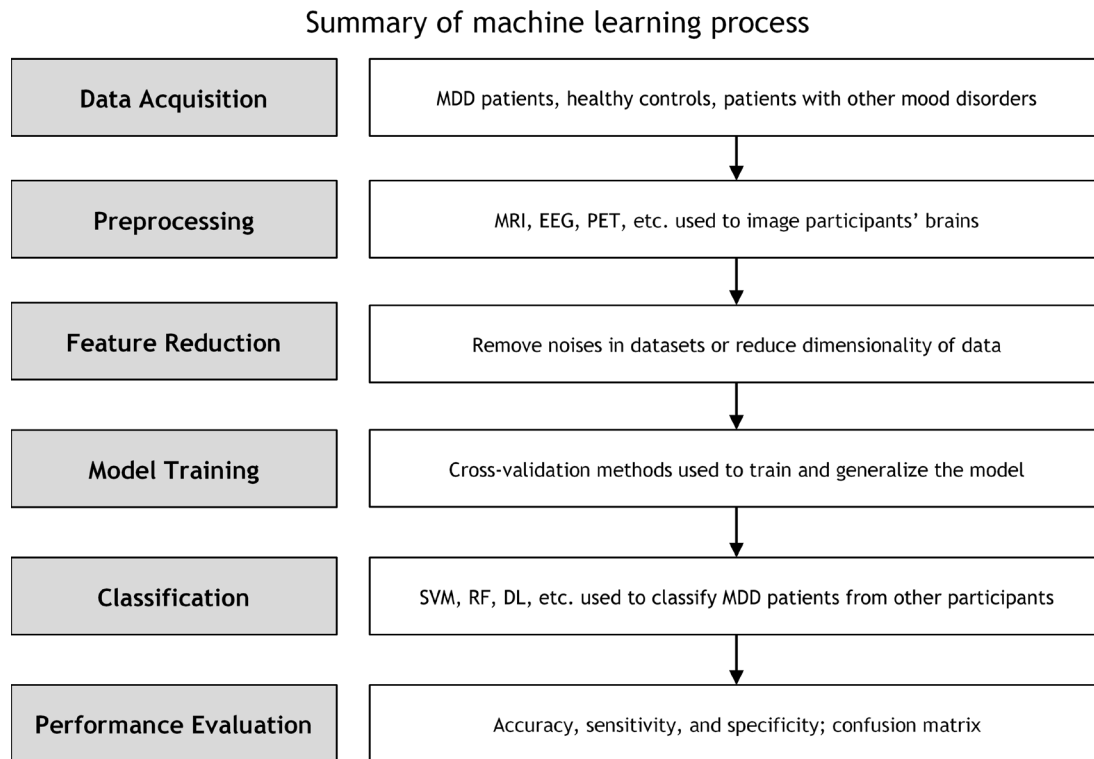 Summary of machine learning process
Data Acquisition
MDD patients, healthy controls, patients with other mood disorders
Preprocessing
MRI, EEG, PET, etc. used to image participants’ brains
Feature Reduction
Remove noises in datasets or reduce dimensionality of data
Model Training
Cross-validation methods used to train and generalize the model
Classification
SVM, RF, DL, etc. used to classify MDD patients from other participants
Performance Evaluation
Accuracy, sensitivity, and specificity; confusion matrix